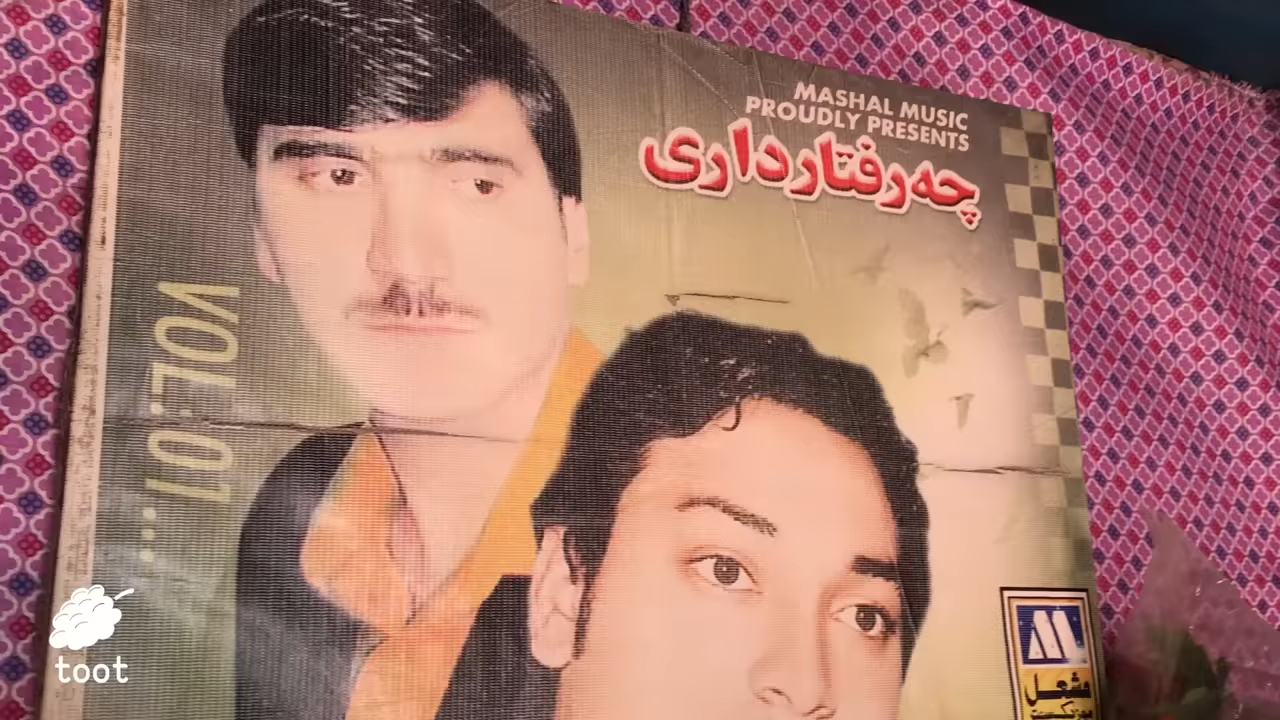 MASHAL MUSIC
PROUDLY PRESENTS
چه رفتار داری
VOL:01...
مشعل
toot